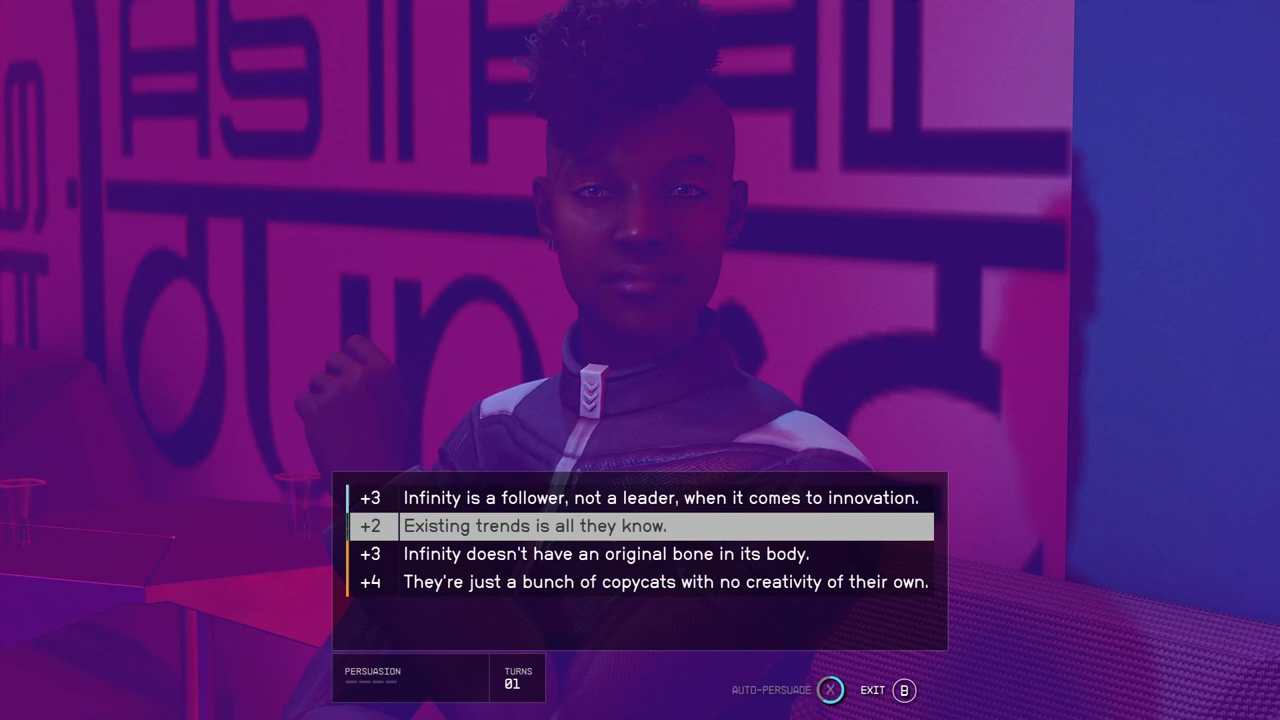 ASTRAL
lounge
+3 Infinity is a follower, not a leader, when it comes to innovation.
+2 Existing trends is all they know.
+3 Infinity doesn't have an original bone in its body.
+4 They're just a bunch of copycats with no creativity of their own.
PERSUASION
TURNS
01
AUTO-PERSUADE X EXIT B